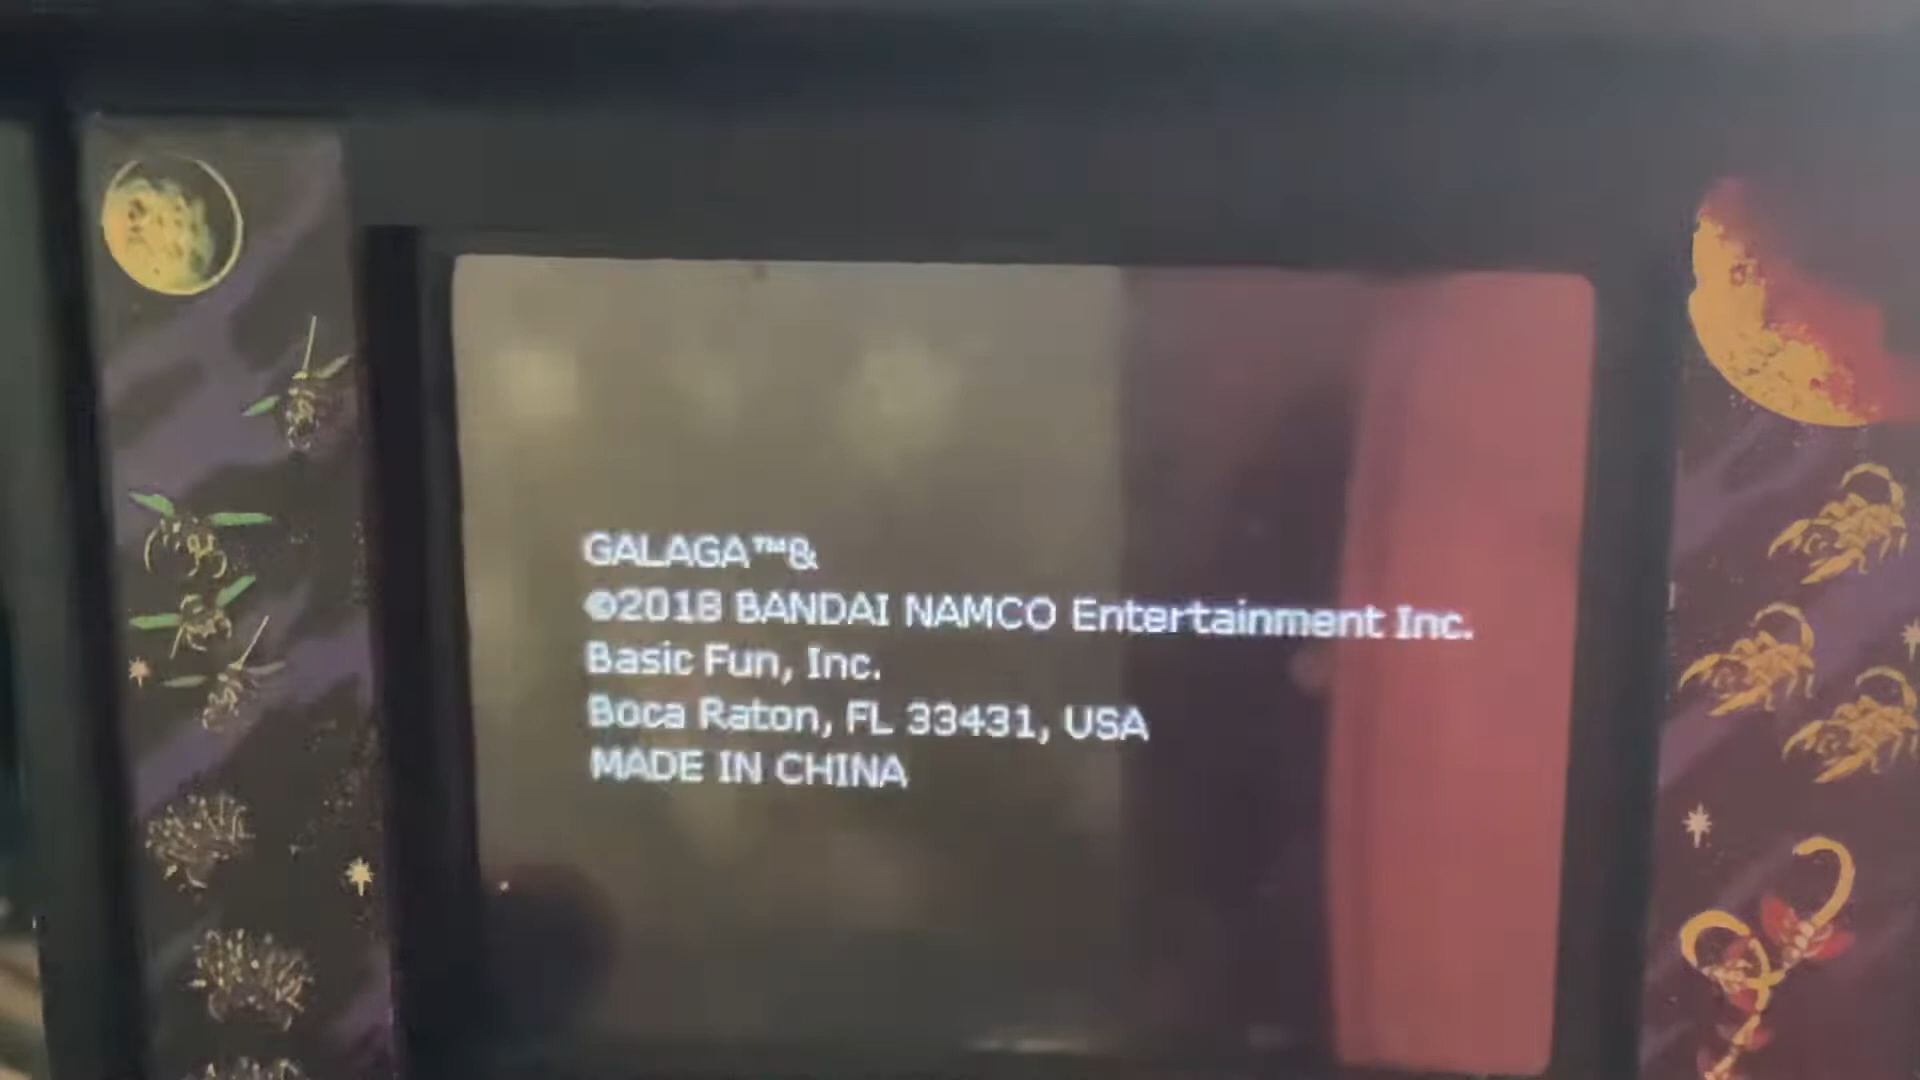 GALAGA™&
©2018 BANDAI NAMCO Entertainment Inc.
Basic Fun, Inc.
Boca Raton, FL 33431, USA
MADE IN CHINA